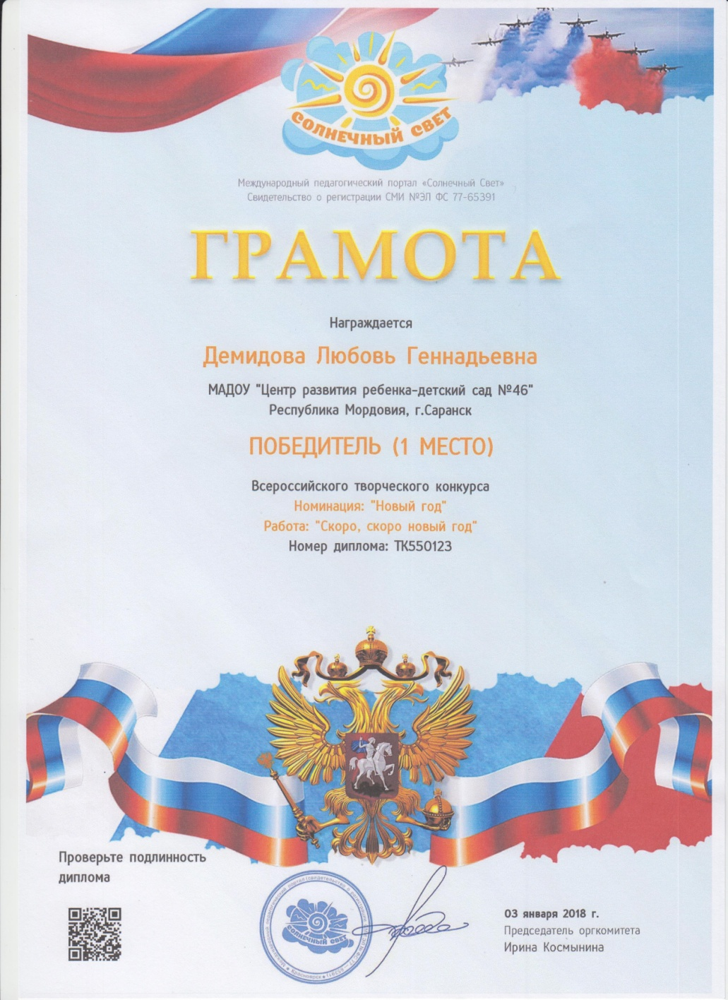 СОЛНЕЧНЫЙ СВЕТ
Международный педагогический портал «Солнечный Свет»
Свидетельство о регистрации СМИ №ЭЛ ФС 77-65391
ГРАМОТА
Награждается
Демидова Любовь Геннадьевна
МАДОУ "Центр развития ребенка-детский сад №46"
Республика Мордовия, г.Саранск
ПОБЕДИТЕЛЬ (1 МЕСТО)
Всероссийского творческого конкурса
Номинация: "Новый год"
Работа: "Скоро, скоро новый год"
Номер диплома: ТК550123
Проверьте подлинность
диплома
СОЛНЕЧНЫЙ СВЕТ
03 января 2018 г.
Председатель оргкомитета
Ирина Космынина